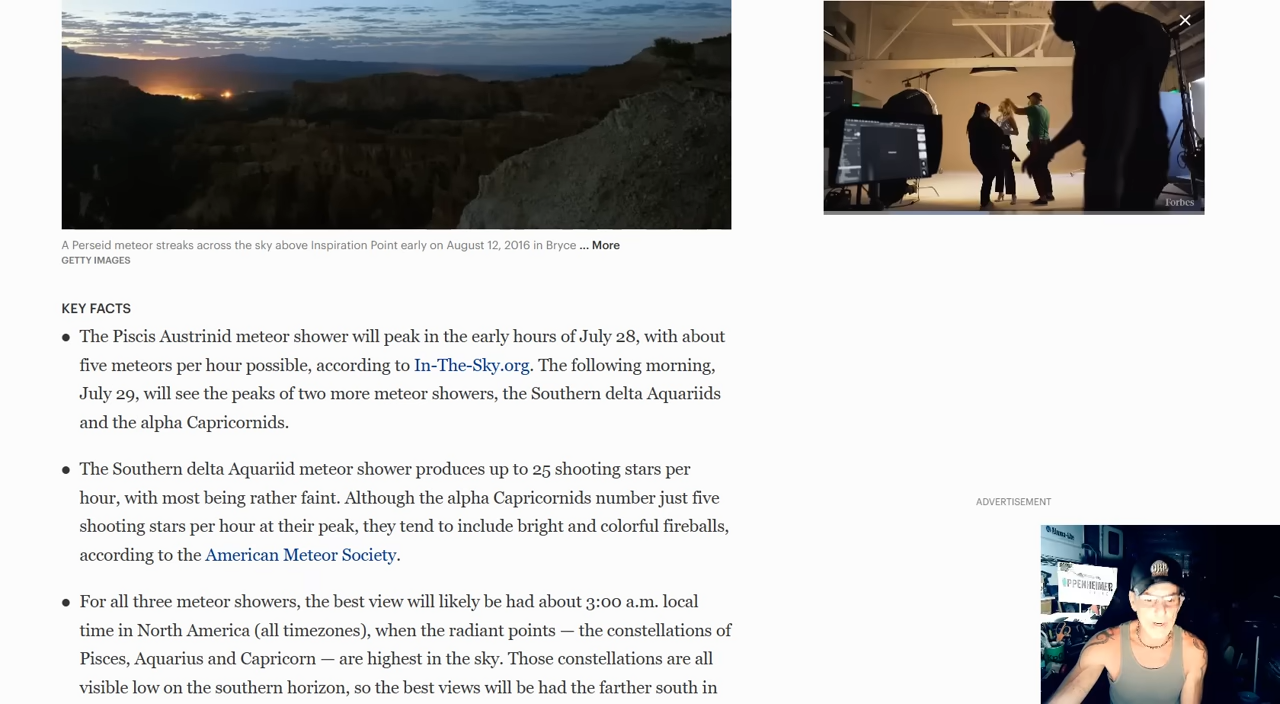 A Perseid meteor streaks across the sky above Inspiration Point early on August 12, 2016 in Bryce ... More
GETTY IMAGES
Forbes
KEY FACTS
● The Piscis Austrinid meteor shower will peak in the early hours of July 28, with about
five meteors per hour possible, according to In-The-Sky.org. The following morning,
July 29, will see the peaks of two more meteor showers, the Southern delta Aquariids
and the alpha Capricornids.
● The Southern delta Aquariid meteor shower produces up to 25 shooting stars per
hour, with most being rather faint. Although the alpha Capricornids number just five
shooting stars per hour at their peak, they tend to include bright and colorful fireballs,
according to the American Meteor Society.
● For all three meteor showers, the best view will likely be had about 3:00 a.m. local
time in North America (all timezones), when the radiant points — the constellations of
Pisces, Aquarius and Capricorn — are highest in the sky. Those constellations are all
visible low on the southern horizon, so the best views will be had the farther south in
ADVERTISEMENT
OPPENHEIMER